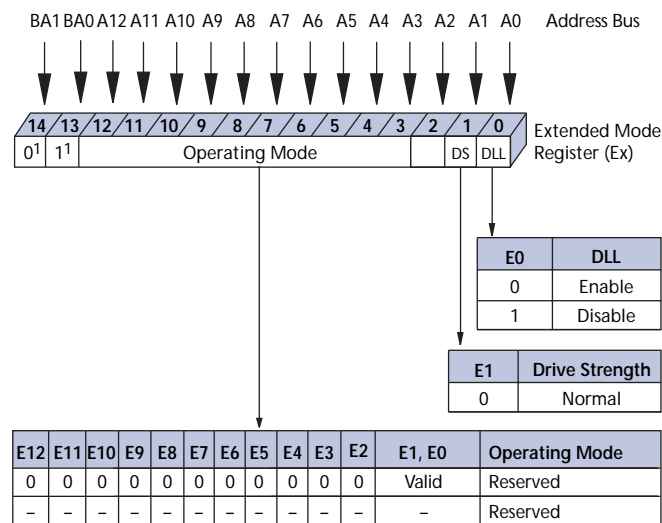 BA1 BA0 A12 A11 A10 A9 A8 A7 A6 A5 A4 A3 A2 A1 A0 Address Bus
14 13 12 11 10 9 8 7 6 5 4 3 2 1 0
Extended Mode
Register (Ex)
0¹ 1¹ Operating Mode DS DLL
E0 DLL
0 Enable
1 Disable
E1 Drive Strength
0 Normal
E12 E11 E10 E9 E8 E7 E6 E5 E4 E3 E2 E1, E0 Operating Mode
0 0 0 0 0 0 0 0 0 0 0 Valid Reserved
– – – – – – – – – – – – Reserved